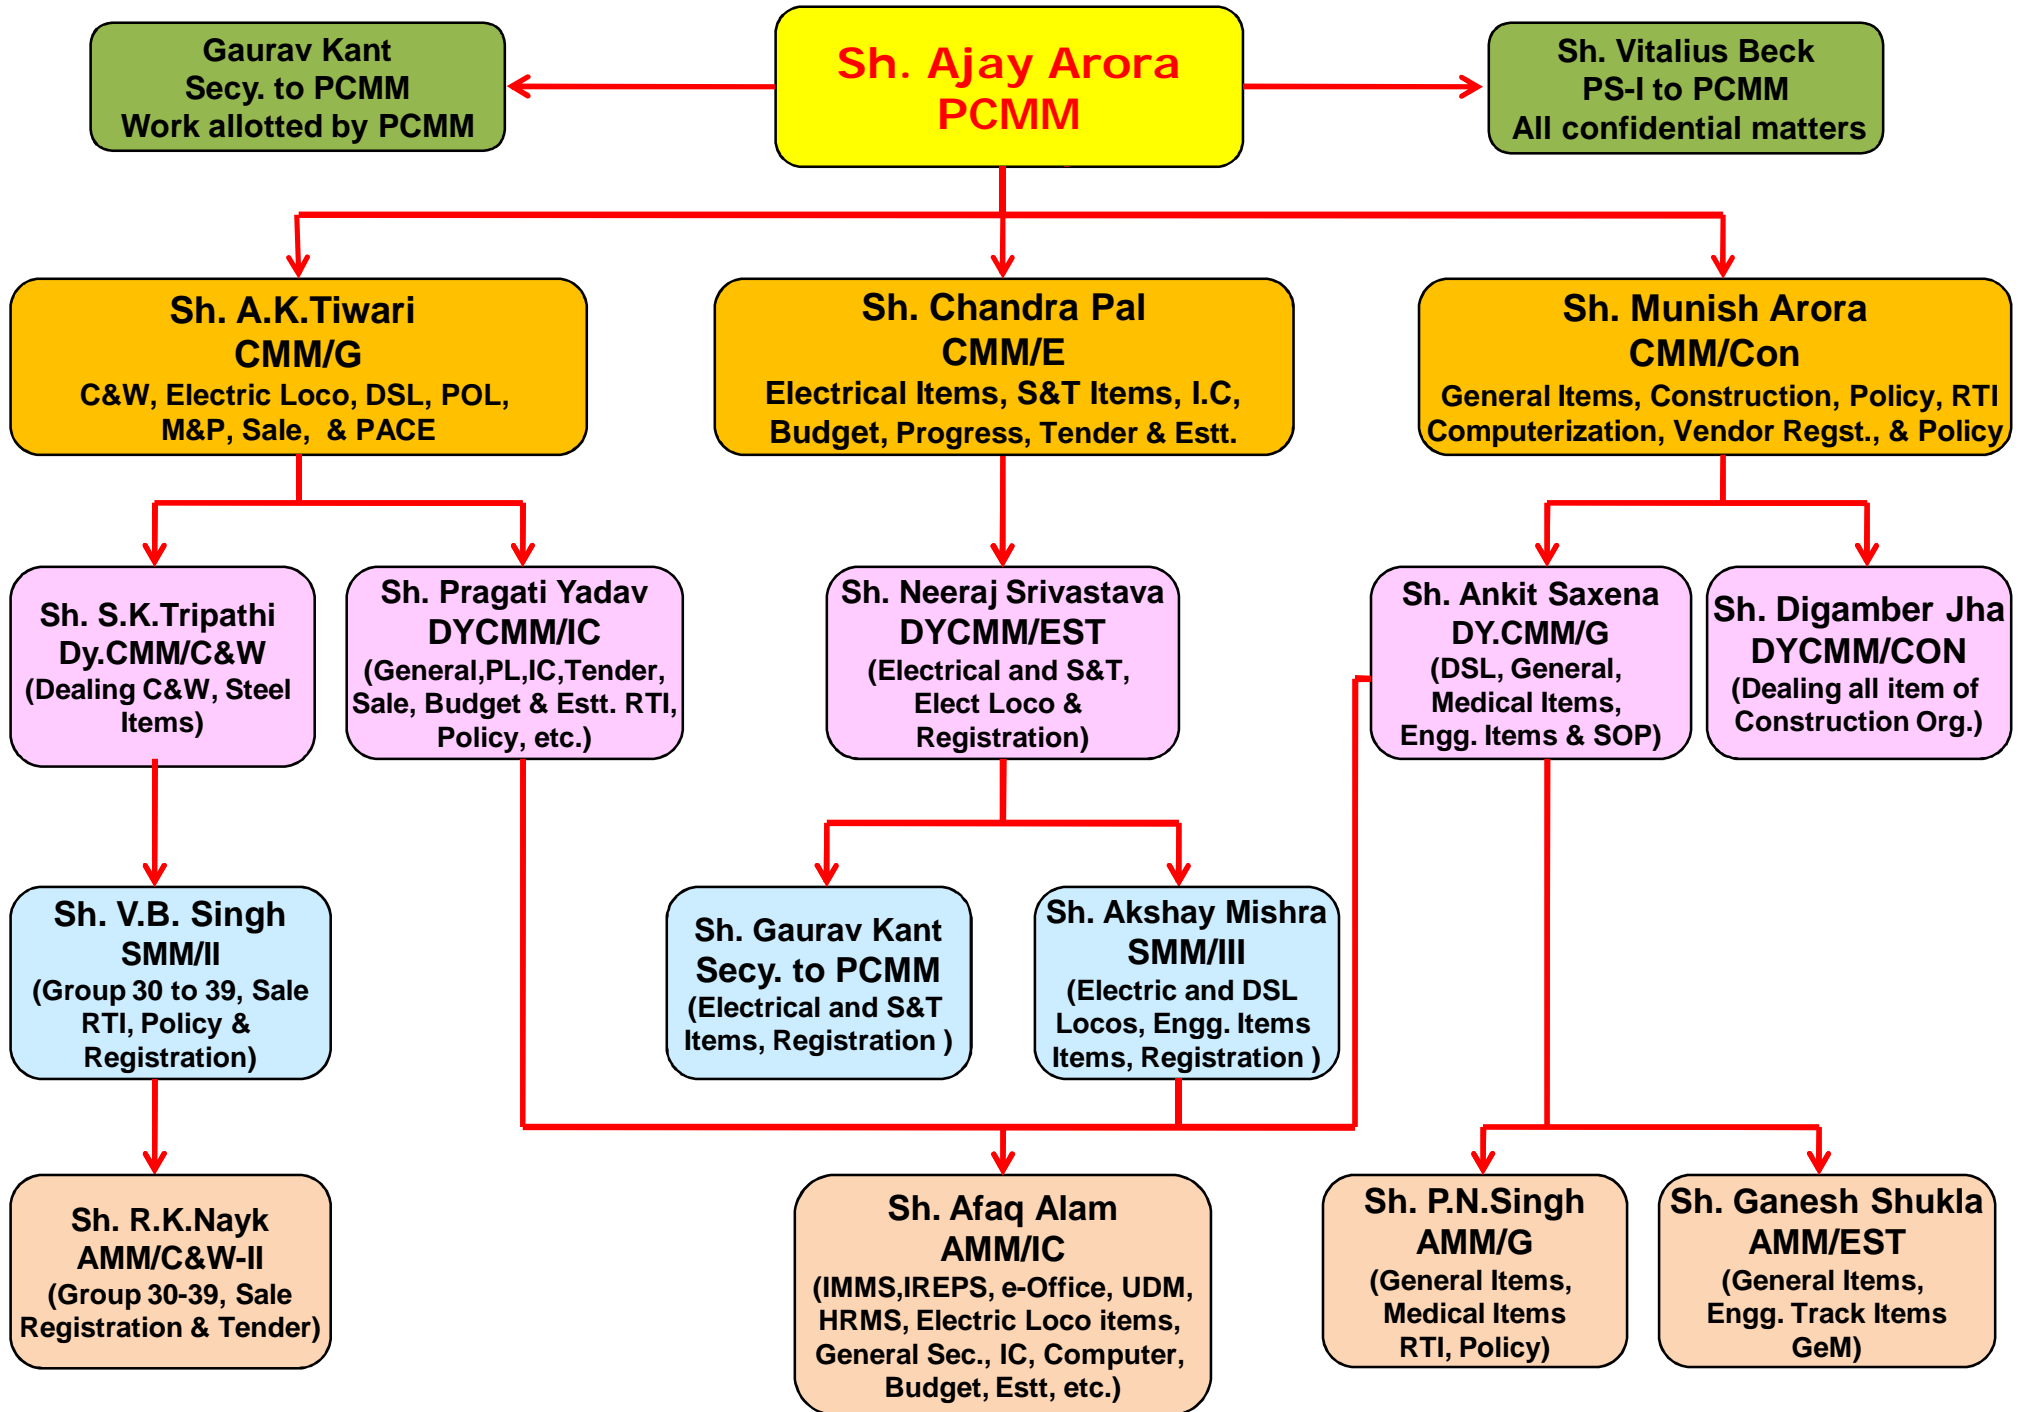 Gaurav Kant
Secy. to PCMM
Work allotted by PCMM
Sh. Ajay Arora
PCMM
Sh. Vitalius Beck
PS-I to PCMM
All confidential matters
Sh. A.K.Tiwari
CMM/G
C&W, Electric Loco, DSL, POL,
M&P, Sale,  & PACE
Sh. Chandra Pal
CMM/E
Electrical Items, S&T Items, I.C,
Budget, Progress, Tender & Estt.
Sh. Munish Arora
CMM/Con
General Items, Construction, Policy, RTI
Computerization, Vendor Regst., & Policy
Sh. S.K.Tripathi
Dy.CMM/C&W
(Dealing C&W, Steel
Items)
Sh. Pragati Yadav
DYCMM/IC
(General,PL,IC,Tender,
Sale, Budget & Estt. RTI,
Policy, etc.)
Sh. Neeraj Srivastava
DYCMM/EST
(Electrical and S&T,
Elect Loco &
Registration)
Sh. Ankit Saxena
DY.CMM/G
(DSL, General,
Medical Items,
Engg. Items & SOP)
Sh. Digamber Jha
DYCMM/CON
(Dealing all item of
Construction Org.)
Sh. V.B. Singh
SMM/II
(Group 30 to 39, Sale
RTI, Policy &
Registration)
Sh. Gaurav Kant
Secy. to PCMM
(Electrical and S&T
Items, Registration )
Sh. Akshay Mishra
SMM/III
(Electric and DSL
Locos, Engg. Items
Items, Registration )
Sh. R.K.Nayk
AMM/C&W-II
(Group 30-39, Sale
Registration & Tender)
Sh. Afaq Alam
AMM/IC
(IMMS,IREPS, e-Office, UDM,
HRMS, Electric Loco items,
General Sec., IC, Computer,
Budget, Estt, etc.)
Sh. P.N.Singh
AMM/G
(General Items,
Medical Items
RTI, Policy)
Sh. Ganesh Shukla
AMM/EST
(General Items,
Engg. Track Items
GeM)